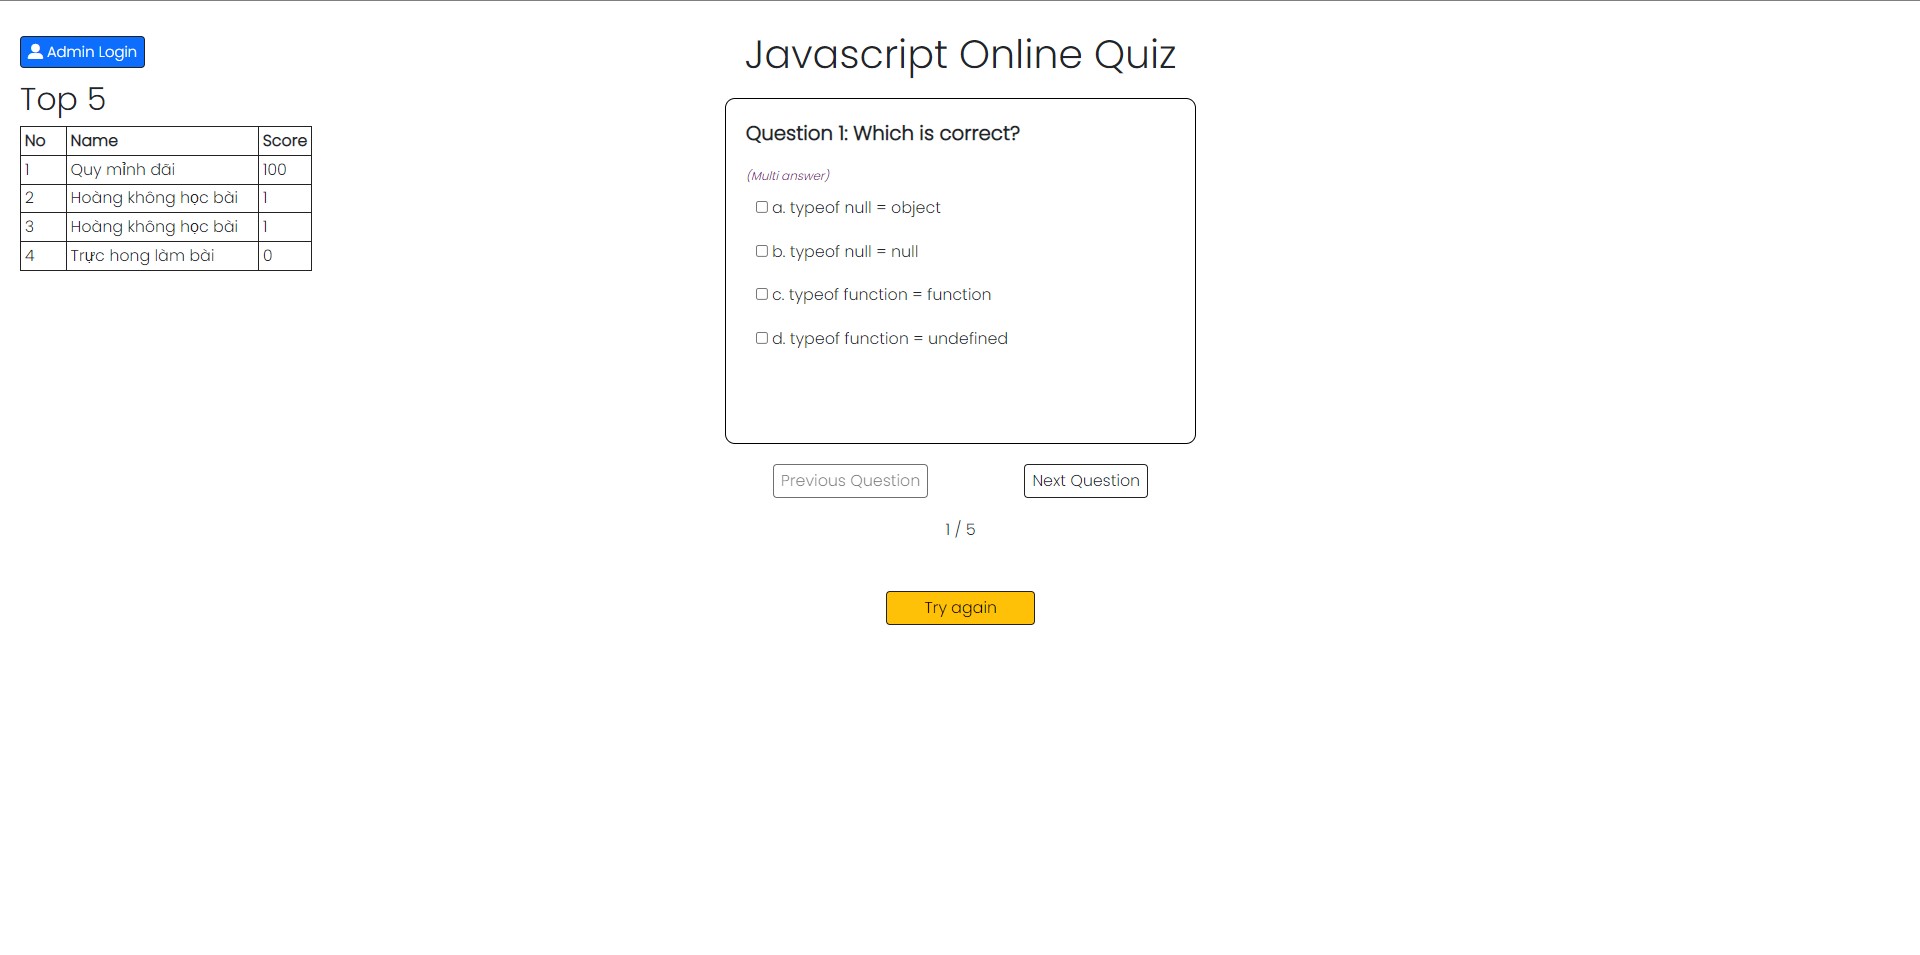 Admin Login
Top 5
No Name Score
1 Quy mỉnh đãi 100
2 Hoàng không học bài 1
3 Hoàng không học bài 1
4 Trực hong làm bài 0
Javascript Online Quiz
Question 1: Which is correct?
(Multi answer)
a. typeof null = object
b. typeof null = null
c. typeof function = function
d. typeof function = undefined
Previous Question Next Question
1 / 5
Try again